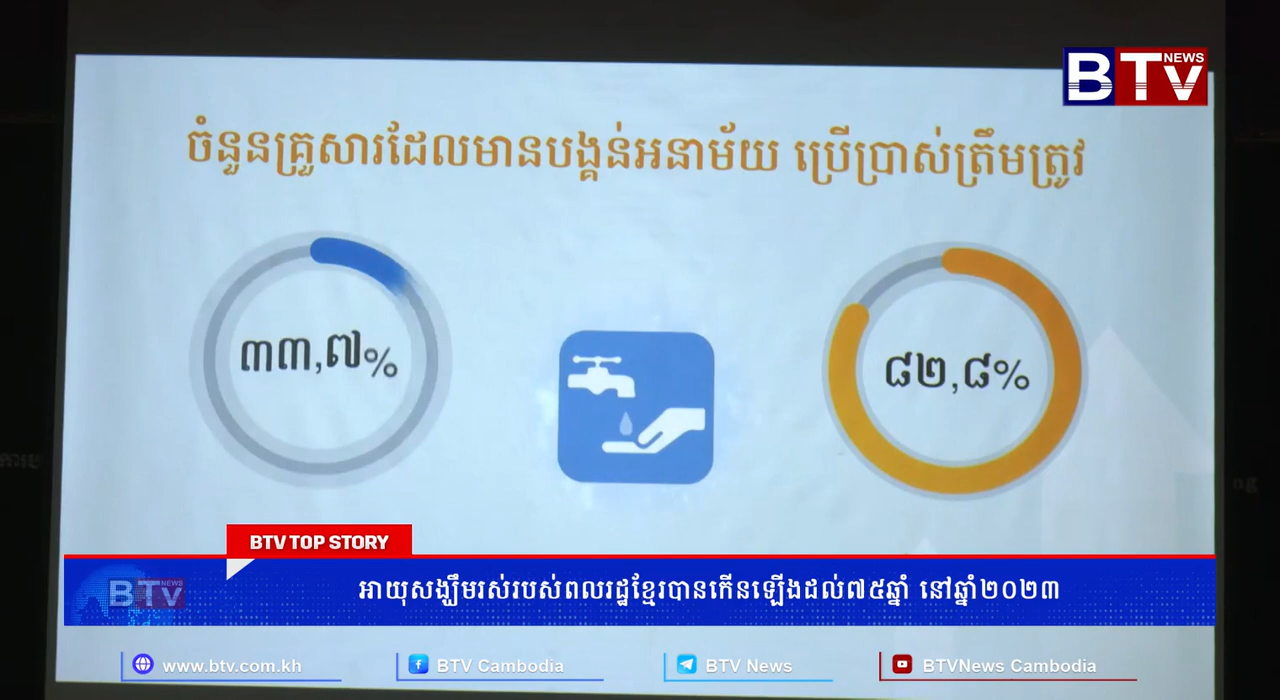 BTV NEWS
ចំនួនគ្រួសារដែលមានបង្គន់អនាម័យ ប្រើប្រាស់ត្រឹមត្រូវ
៣៣,៧%
៨២,៨%
BTV TOP STORY
BTV NEWS
អាយុសង្ឃឹមរស់របស់ពលរដ្ឋខ្មែរបានកើនឡើងដល់៧៥ឆ្នាំ នៅឆ្នាំ២០២៣
www.btv.com.kh
BTV Cambodia
BTV News
BTVNews Cambodia